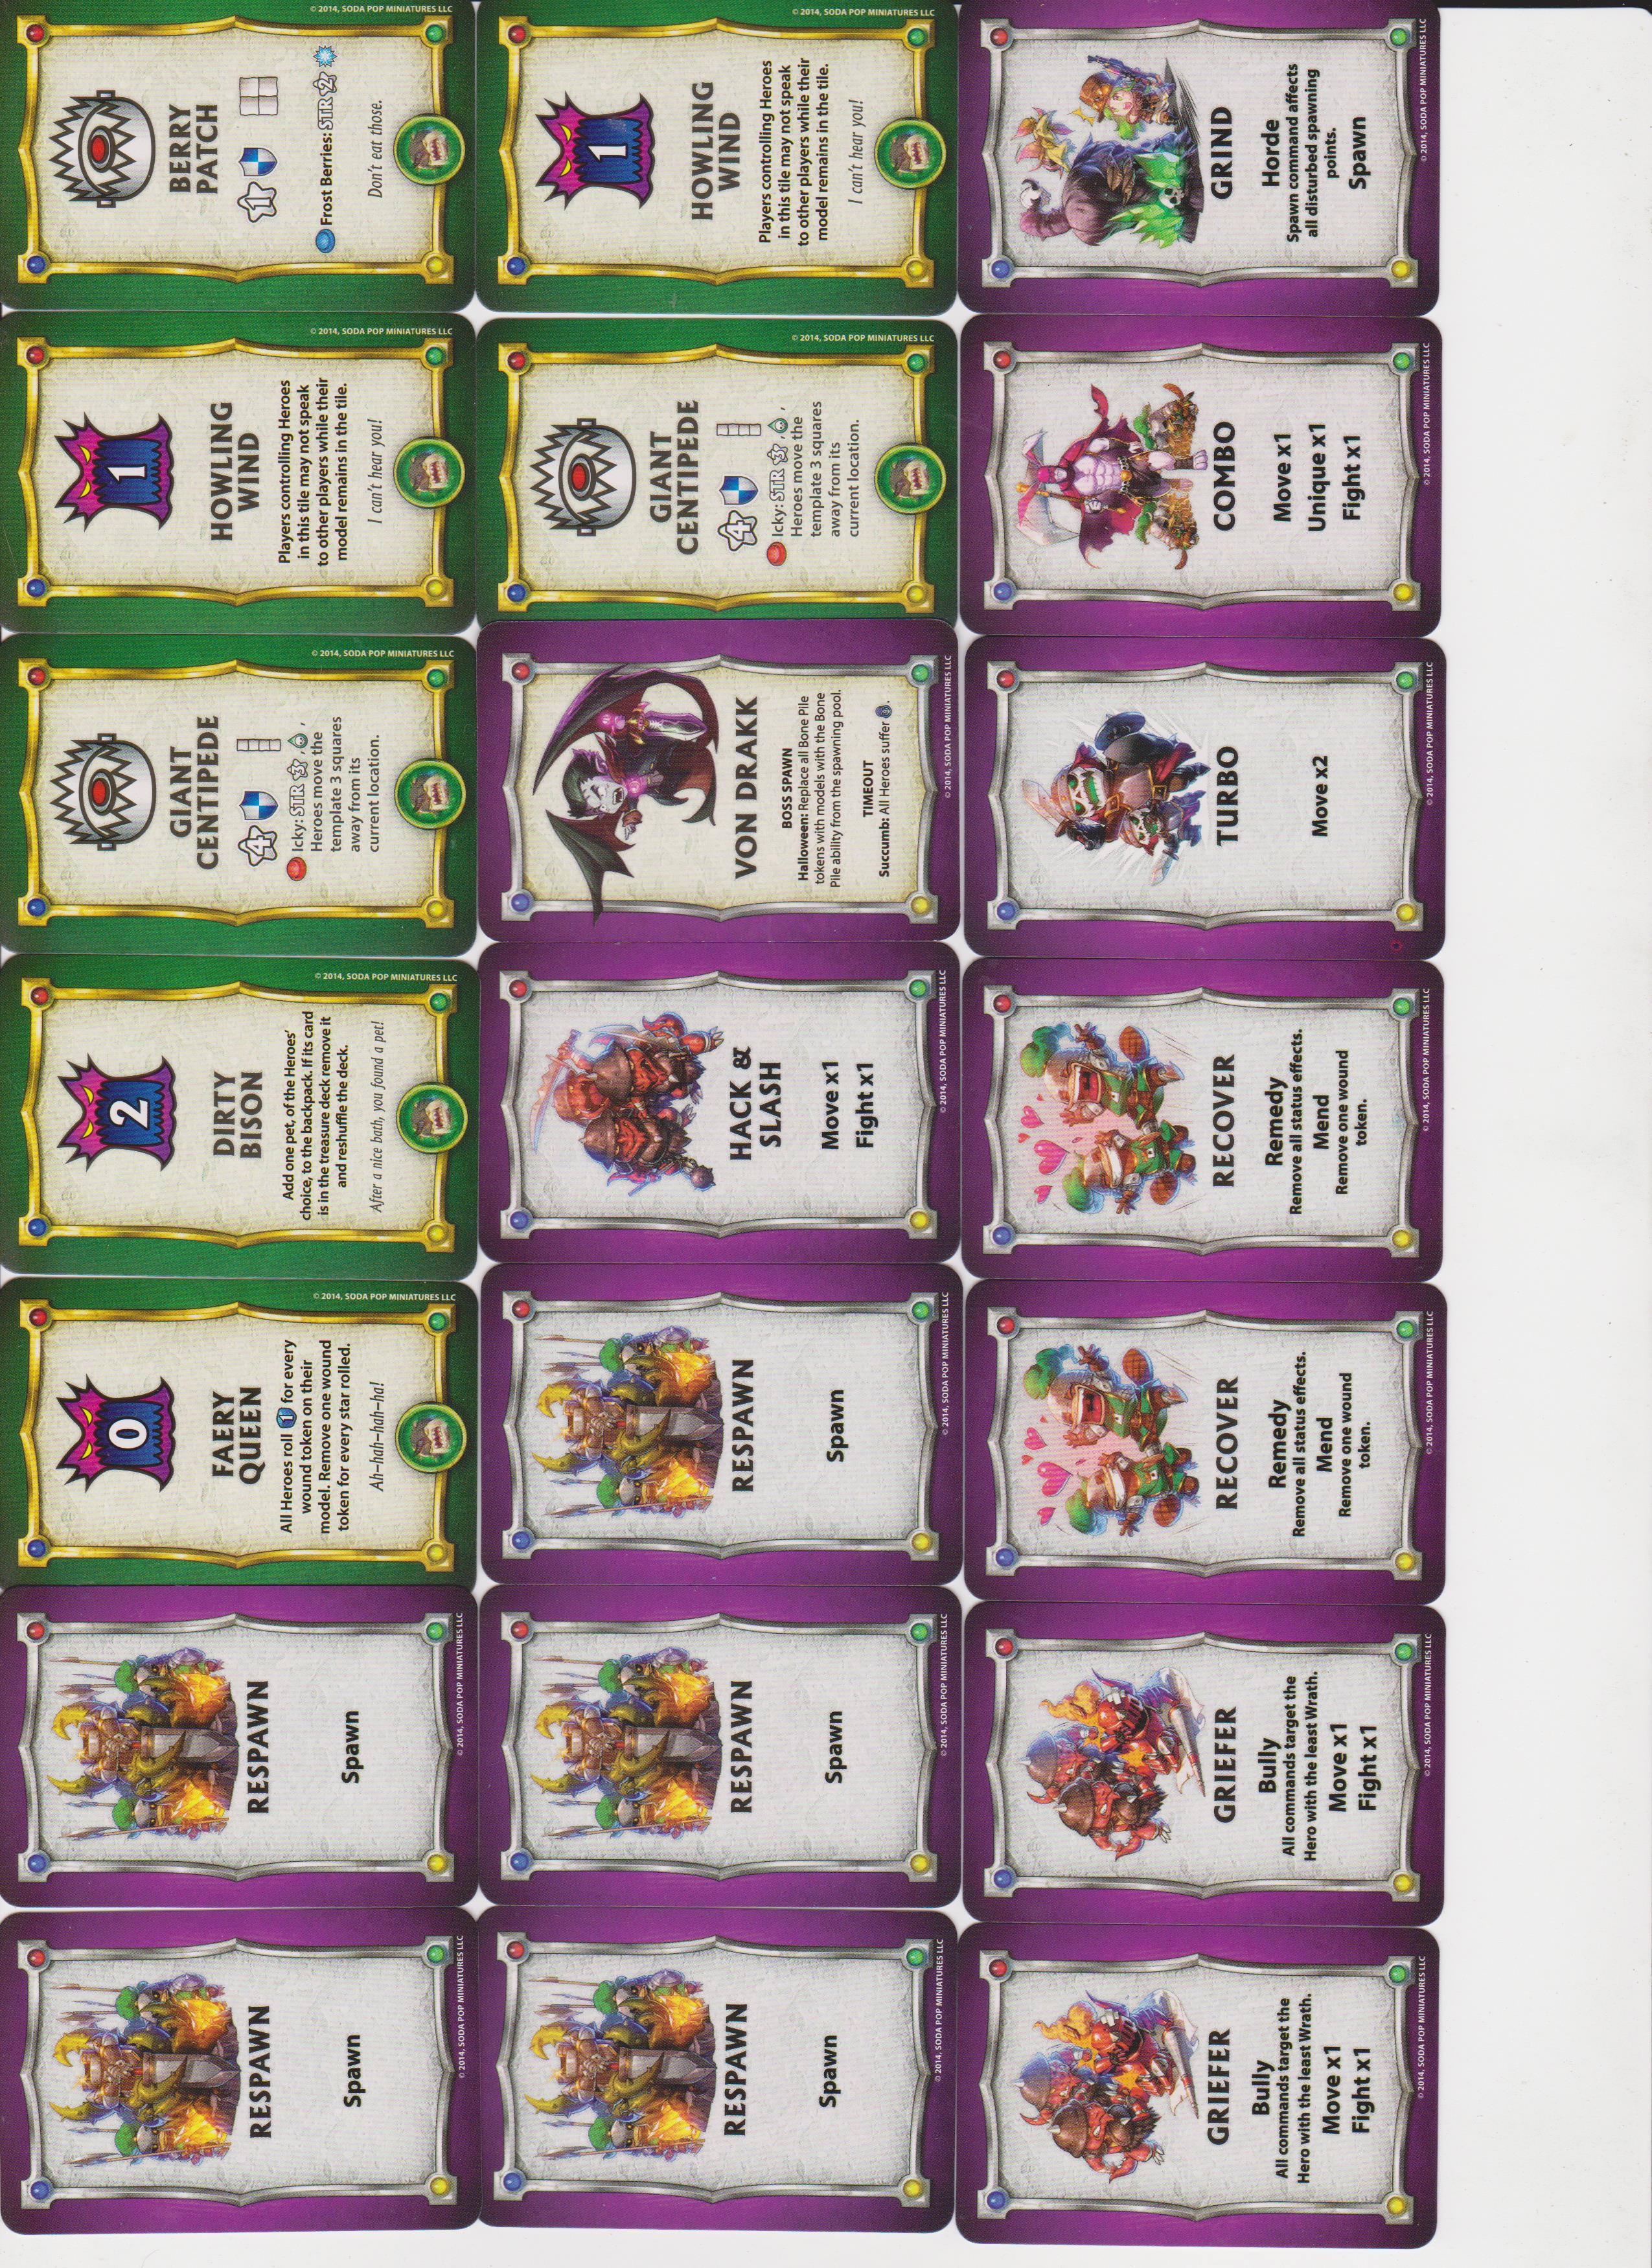 RESPAWN
Spawn
© 2014, SODA POP MINIATURES LLC
RESPAWN
Spawn
© 2014, SODA POP MINIATURES LLC
0
FAERY
QUEEN
All Heroes roll 1 for every
wound token on their
model. Remove one wound
token for every star rolled.
Ah-hah-hah-ha!
© 2014, SODA POP MINIATURES LLC
2
DIRTY
BISON
Add one pet, of the Heroes'
choice, to the backpack. If its card
is in the treasure deck remove it
and reshuffle the deck.
After a nice bath, you found a pet!
© 2014, SODA POP MINIATURES LLC
GIANT
CENTIPEDE
4
Icky: STR 3, ,
Heroes move the
template 3 squares
away from its
current location.
© 2014, SODA POP MINIATURES LLC
1
HOWLING
WIND
Players controlling Heroes
in this tile may not speak
to other players while their
model remains in the tile.
I can't hear you!
© 2014, SODA POP MINIATURES LLC
BERRY
PATCH
1
Frost Berries: STR 2
Don't eat those.
© 2014, SODA POP MINIATURES LLC
RESPAWN
Spawn
© 2014, SODA POP MINIATURES LLC
RESPAWN
Spawn
© 2014, SODA POP MINIATURES LLC
RESPAWN
Spawn
© 2014, SODA POP MINIATURES LLC
HACK &
SLASH
Move x1
Fight x1
© 2014, SODA POP MINIATURES LLC
VON DRAKK
BOSS SPAWN
Halloween: Replace all Bone Pile
tokens with models with the Bone
Pile ability from the spawning pool.
TIMEOUT
Succumb: All Heroes suffer .
© 2014, SODA POP MINIATURES LLC
GIANT
CENTIPEDE
4
Icky: STR 3, ,
Heroes move the
template 3 squares
away from its
current location.
© 2014, SODA POP MINIATURES LLC
1
HOWLING
WIND
Players controlling Heroes
in this tile may not speak
to other players while their
model remains in the tile.
I can't hear you!
© 2014, SODA POP MINIATURES LLC
GRIEFER
Bully
All commands target the
Hero with the least Wrath.
Move x1
Fight x1
© 2014, SODA POP MINIATURES LLC
GRIEFER
Bully
All commands target the
Hero with the least Wrath.
Move x1
Fight x1
© 2014, SODA POP MINIATURES LLC
RECOVER
Remedy
Remove all status effects.
Mend
Remove one wound
token.
© 2014, SODA POP MINIATURES LLC
RECOVER
Remedy
Remove all status effects.
Mend
Remove one wound
token.
© 2014, SODA POP MINIATURES LLC
TURBO
Move x2
© 2014, SODA POP MINIATURES LLC
COMBO
Move x1
Unique x1
Fight x1
© 2014, SODA POP MINIATURES LLC
GRIND
Horde
Spawn command affects
all disturbed spawning
points.
Spawn
© 2014, SODA POP MINIATURES LLC